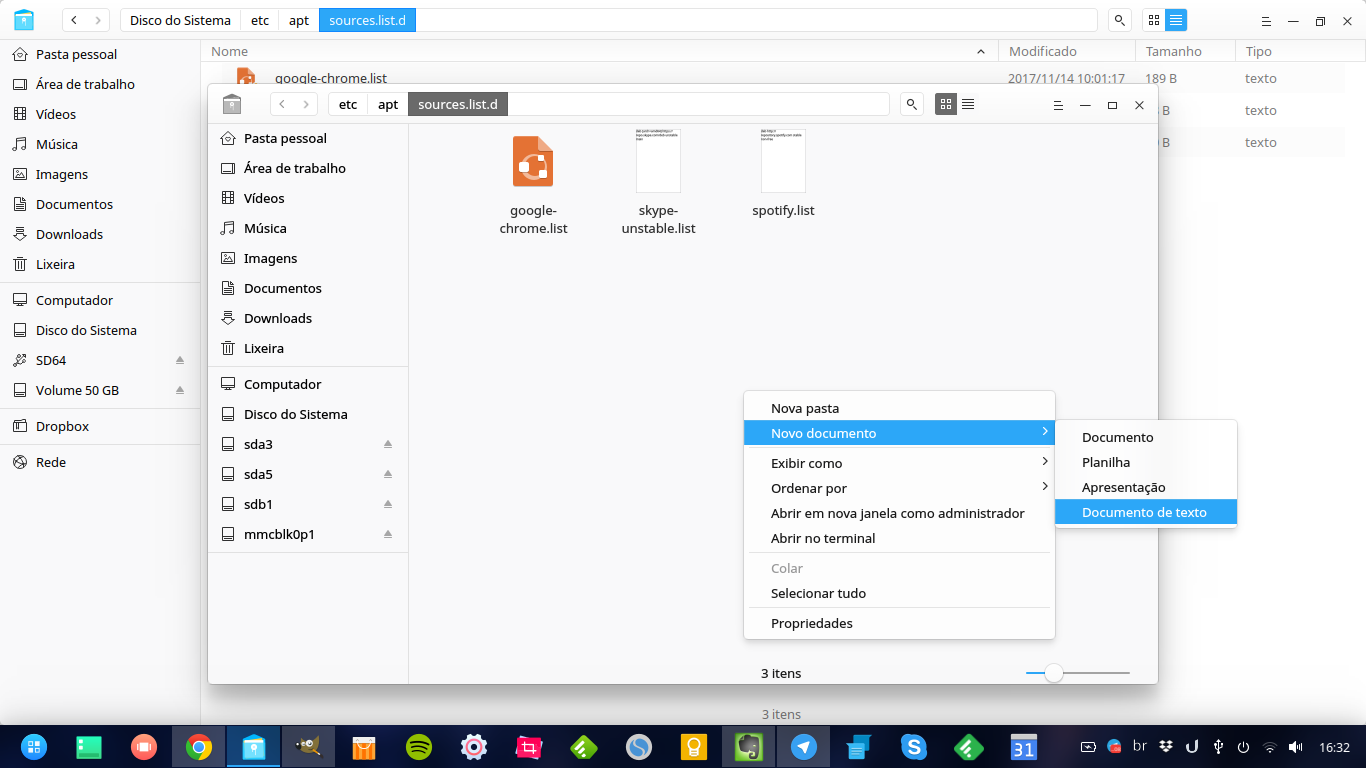 Disco do Sistema etc apt sources.list.d
Pasta pessoal
Área de trabalho
Vídeos
Música
Imagens
Documentos
Downloads
Lixeira
Computador
Disco do Sistema
SD64
Volume 50 GB
Dropbox
Rede
Nome Modificado Tamanho Tipo
google-chrome.list 2017/11/14 10:01:17 189 B texto
B texto
B texto
3 itens
etc apt sources.list.d
Pasta pessoal
Área de trabalho
Vídeos
Música
Imagens
Documentos
Downloads
Lixeira
Computador
Disco do Sistema
sda3
sda5
sdb1
mmcblk0p1
google-
chrome.list
skype-
unstable.list
spotify.list
3 itens
Nova pasta
Novo documento
Exibir como
Ordenar por
Abrir em nova janela como administrador
Abrir no terminal
Colar
Selecionar tudo
Propriedades
Documento
Planilha
Apresentação
Documento de texto
31 br 16:32